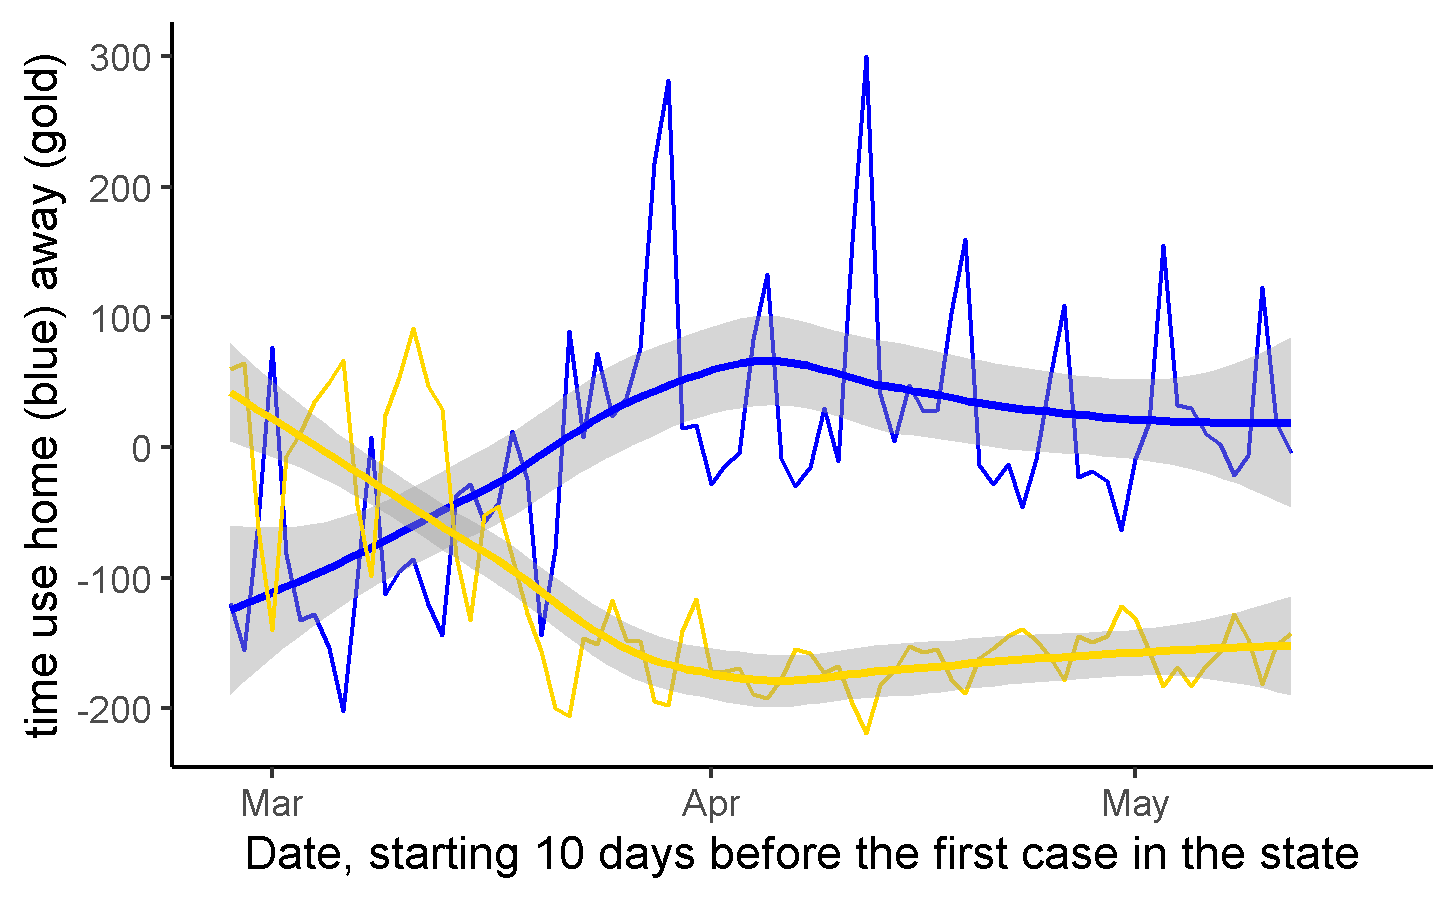 time use home (blue) away (gold)
300
200
100
0
-100
-200
Mar
Apr
May
Date, starting 10 days before the first case in the state